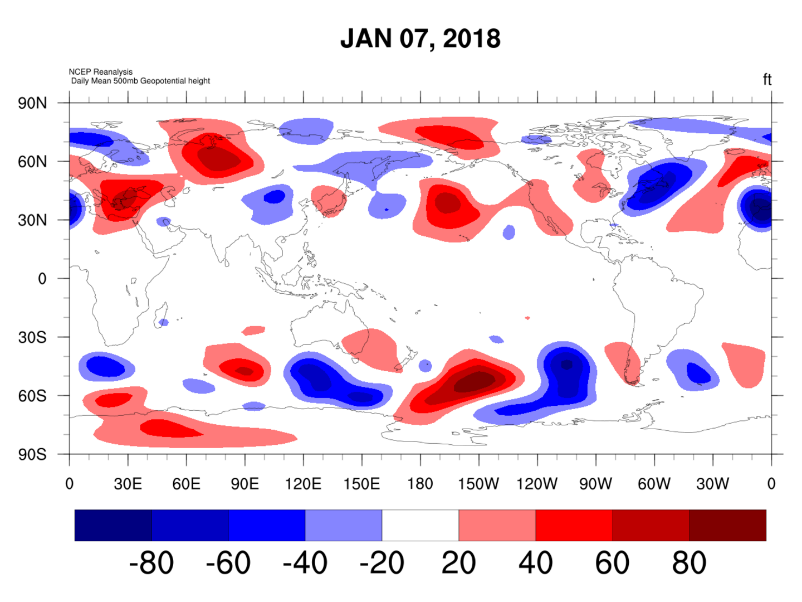 JAN 07, 2018
NCEP Reanalysis
Daily Mean 500mb Geopotential height
ft
90N
60N
30N
0
30S
60S
90S
0 30E 60E 90E 120E 150E 180 150W 120W 90W 60W 30W 0
-80 -60 -40 -20 20 40 60 80